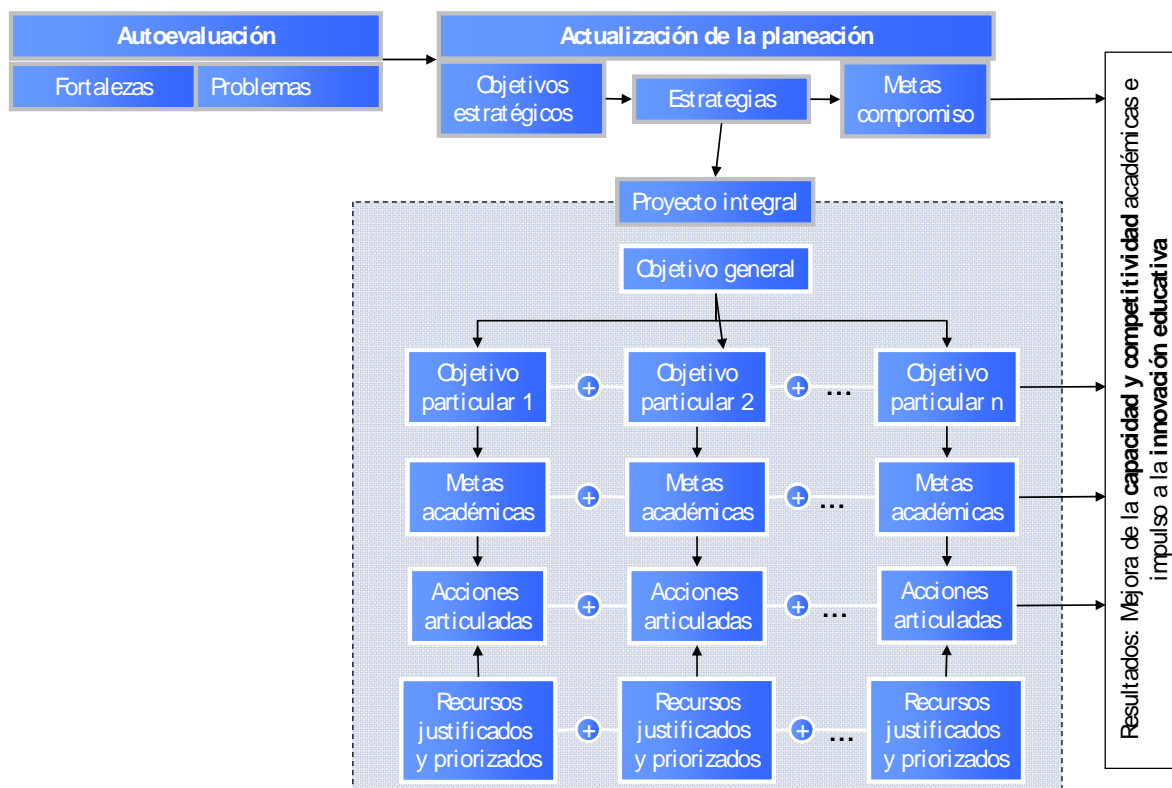 Autoevaluación
Fortalezas
Problemas
Actualización de la planeación
Objetivos
estratégicos
Estrategias
Metas
compromiso
Proyecto integral
Objetivo general
Objetivo
particular 1
+
Objetivo
particular 2
+
...
Objetivo
particular n
Metas
académicas
+
Metas
académicas
+
...
Metas
académicas
Acciones
articuladas
+
Acciones
articuladas
+
...
Acciones
articuladas
Recursos
justificados
y priorizados
+
Recursos
justificados
y priorizados
+
...
Recursos
justificados
y priorizados
Resultados: Mejora de la capacidad y competitividad académicas e
impulso a la innovación educativa